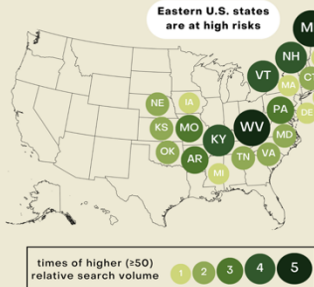 Eastern U.S. states
are at high risks
M
NH
VT
MA
CT
NE
IA
PA
DE
KS
MO
WV
MD
KY
OK
AR
TN
VA
MI
times of higher (≥50)
relative search volume
1 2 3 4 5